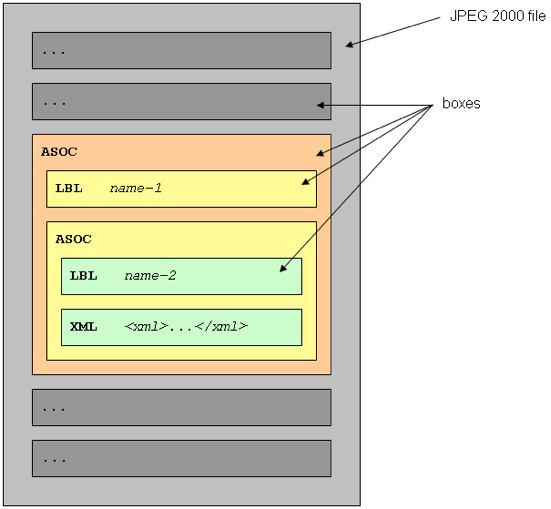 JPEG 2000 file
...
...
boxes
ASOC
LBL name-1
ASOC
LBL name-2
XML <xml>...</xml>
...
...